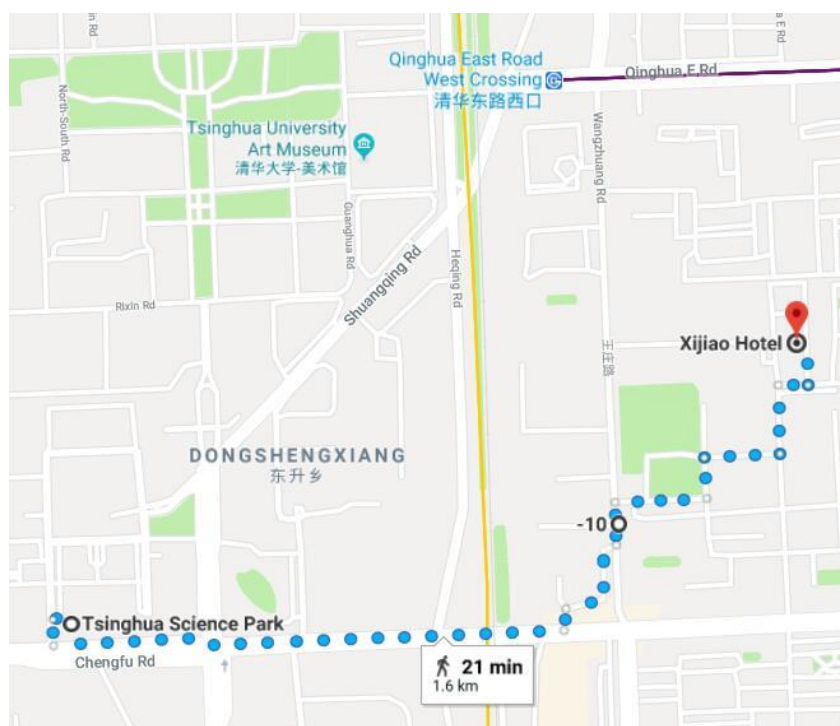 North-South Rd
Qinghua East Road
West Crossing
清华东路西口
Qinghua E Rd
a E Rd
Tsinghua University
Art Museum
清华大学-美术馆
Wangzhuang Rd
Guanghua Rd
Shuangqing Rd
Heqing Rd
Rixin Rd
王庄路
Xijiao Hotel
DONGSHENGXIANG
东升乡
-10
Tsinghua Science Park
Chengfu Rd
21 min
1.6 km